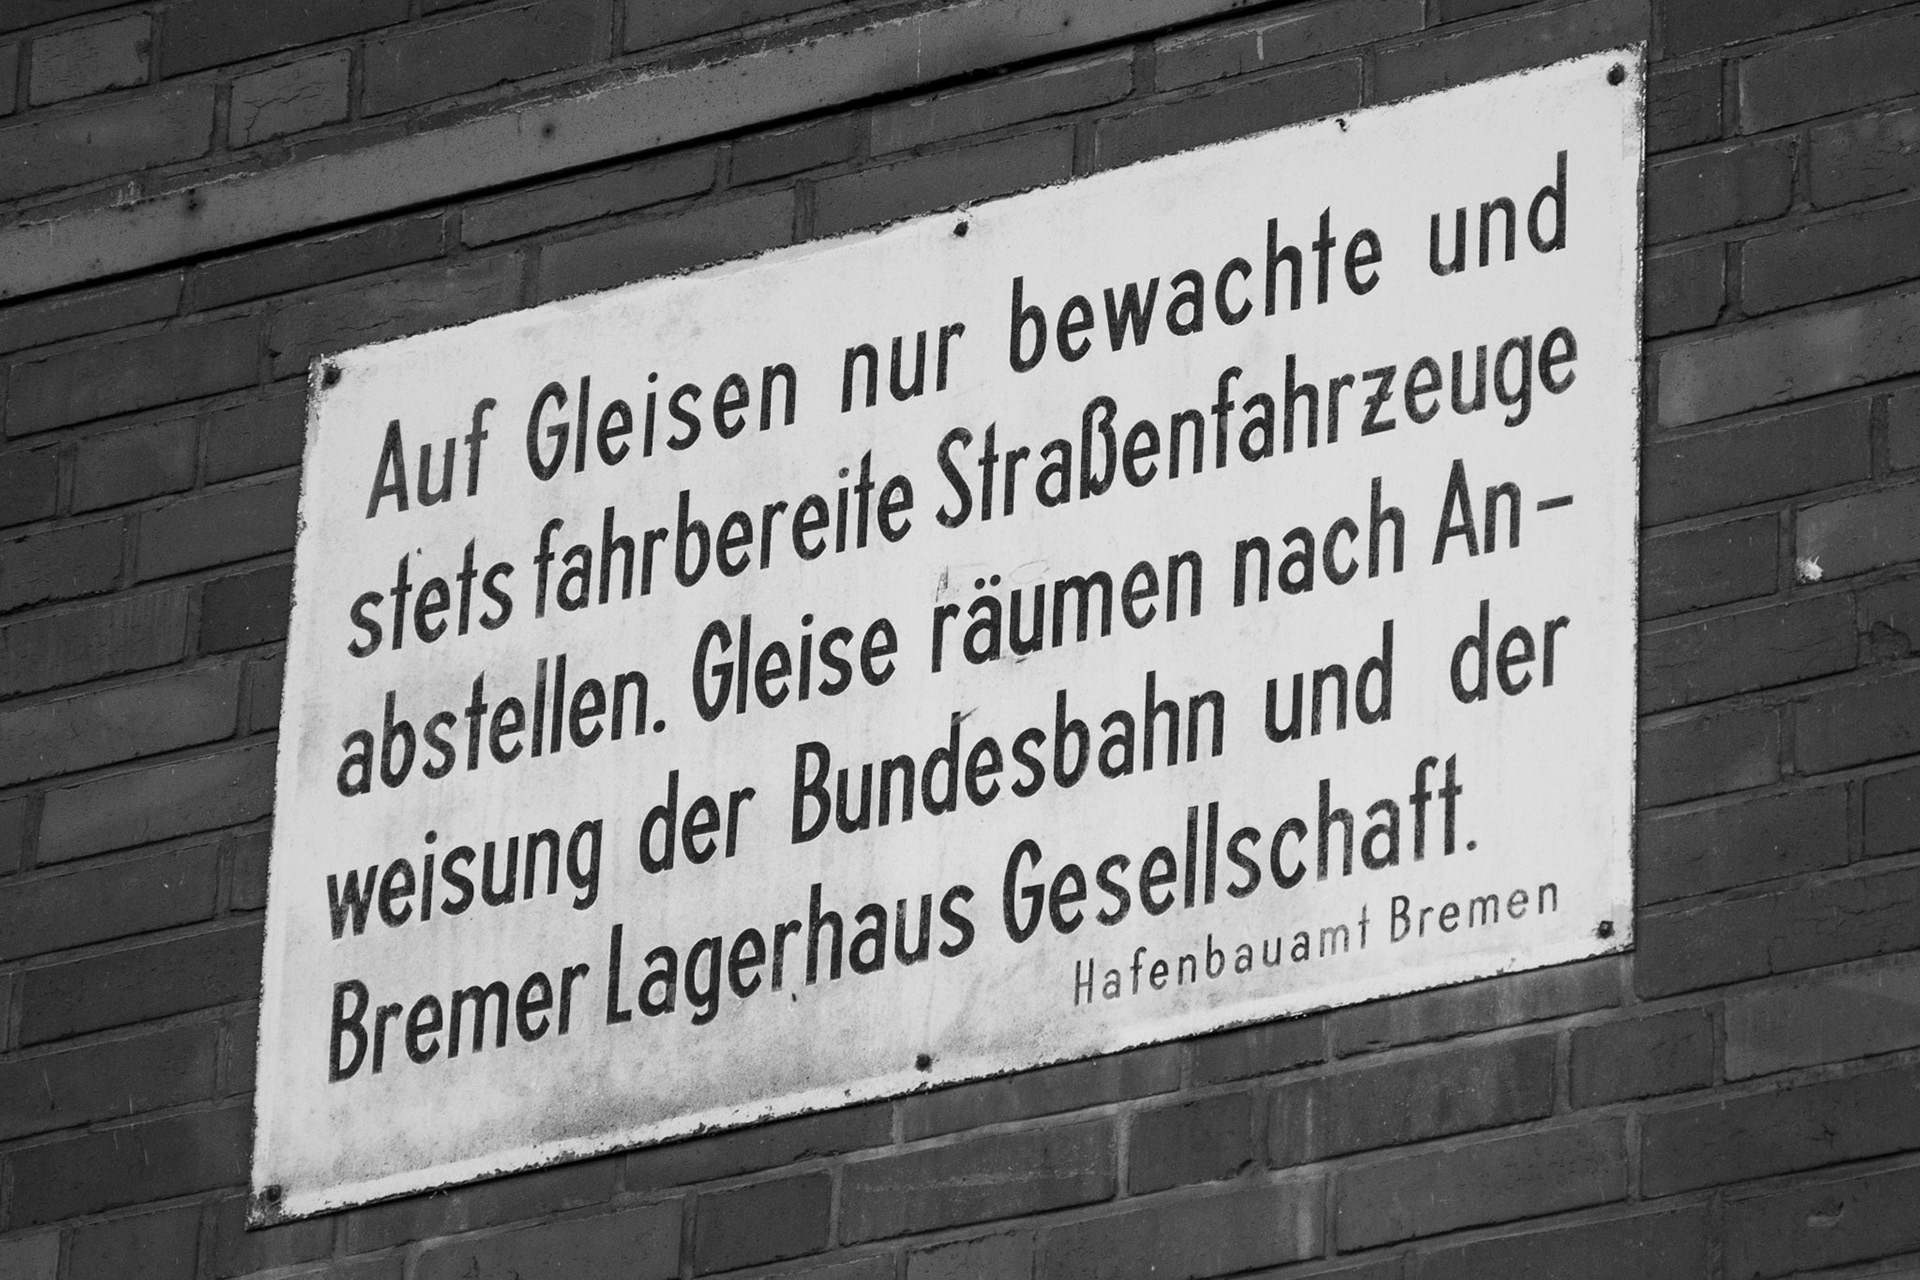 Auf Gleisen nur bewachte und
stets fahrbereite Straßenfahrzeuge
abstellen. Gleise räumen nach An-
weisung der Bundesbahn und der
Bremer Lagerhaus Gesellschaft.
Hafenbauamt Bremen